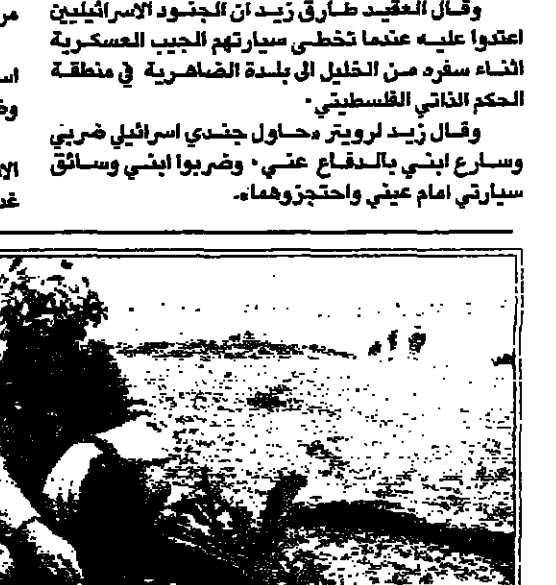 وقال العقيد طارق زيد ان الجنود الاسرائيليين
اعتدوا عليه عندما تخطى سيارتهم الجيب العسكرية
اثناء سفره من الخليل الى بلدة الضاهرية في منطقة
الحكم الذاتي الفلسطيني.
وقال زيد لرويتر «حاول جندي اسرائيلي ضربي
وسارع ابني بالدفاع عني. وضربوا ابني وسائق
سيارتي امام عيني واحتجزوهما».